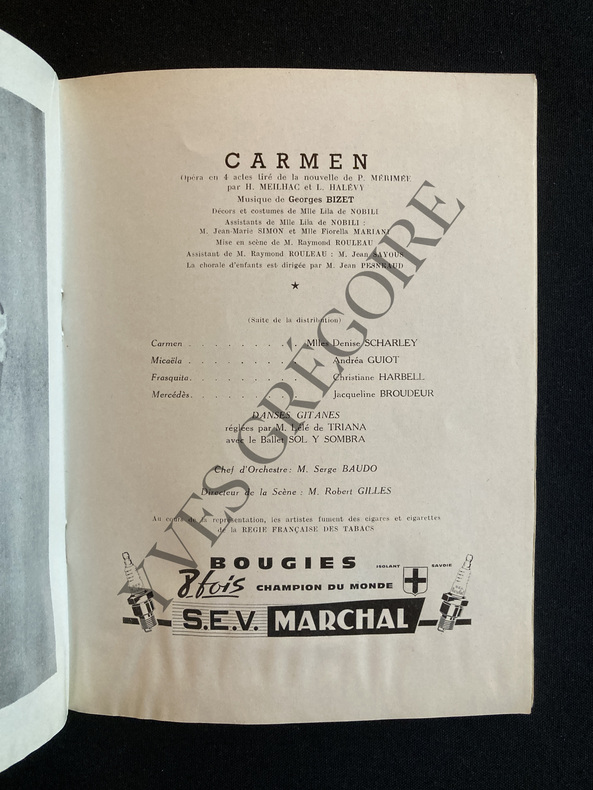 CARMEN
Opéra en 4 actes tiré de la nouvelle de P. MÉRIMÉE
par H. MEILHAC et L. HALÉVY
Musique de Georges BIZET
Décors et costumes de Mlle Lila de NOBILI
Assistants de Mlle Lila de NOBILI :
M. Jean-Marie SIMON et Mlle Fiorella MARIANI
Mise en scène de M. Raymond ROULEAU
Assistant de M. Raymond ROULEAU : M. Jean SAYOUS
La chorale d'enfants est dirigée par M. Jean PESNEAUD
★
(Suite de la distribution)
Carmen . . . . . . . . . Mlles Denise SCHARLEY
Micaëla . . . . . . . . . Andréa GUIOT
Frasquita. . . . . . . . . Christiane HARBELL
Mercédès. . . . . . . . . Jacqueline BROUDEUR
DANSES GITANES
réglées par M. Lélé de TRIANA
avec le Ballet SOL Y SOMBRA
Chef d'Orchestre : M. Serge BAUDO
Directeur de la Scène : M. Robert GILLES
Au cours de la représentation, les artistes fument des cigares et cigarettes
de la REGIE FRANÇAISE DES TABACS
BOUGIES ISOLANT SAVOIE
8 fois CHAMPION DU MONDE
S.E.V. MARCHAL
YVES GRÉGOIRE